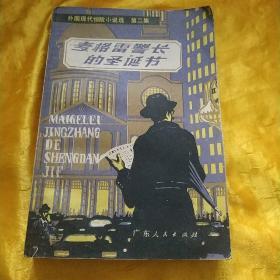 外国现代惊险小说选 第二集
麦格雷警长
的圣诞节
MAIGELEI
JINGZHANG
DE
SHENGDAN
JIE
广东人民出版社